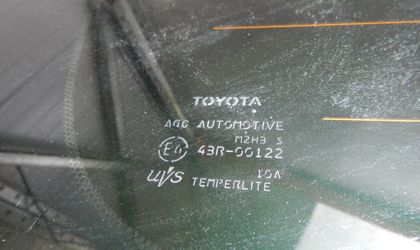 TOYOTA
AGC AUTOMOTIVE
M2H3 S
E6 43R-00122
10A
UVS TEMPERLITE